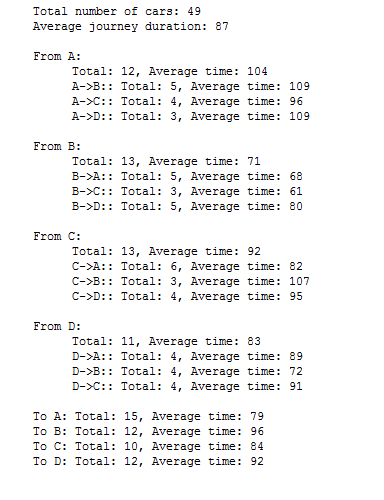 Total number of cars: 49
Average journey duration: 87
From A:
Total: 12, Average time: 104
A->B:: Total: 5, Average time: 109
A->C:: Total: 4, Average time: 96
A->D:: Total: 3, Average time: 109
From B:
Total: 13, Average time: 71
B->A:: Total: 5, Average time: 68
B->C:: Total: 3, Average time: 61
B->D:: Total: 5, Average time: 80
From C:
Total: 13, Average time: 92
C->A:: Total: 6, Average time: 82
C->B:: Total: 3, Average time: 107
C->D:: Total: 4, Average time: 95
From D:
Total: 11, Average time: 83
D->A:: Total: 4, Average time: 89
D->B:: Total: 4, Average time: 72
D->C:: Total: 4, Average time: 91
To A: Total: 15, Average time: 79
To B: Total: 12, Average time: 96
To C: Total: 10, Average time: 84
To D: Total: 12, Average time: 92